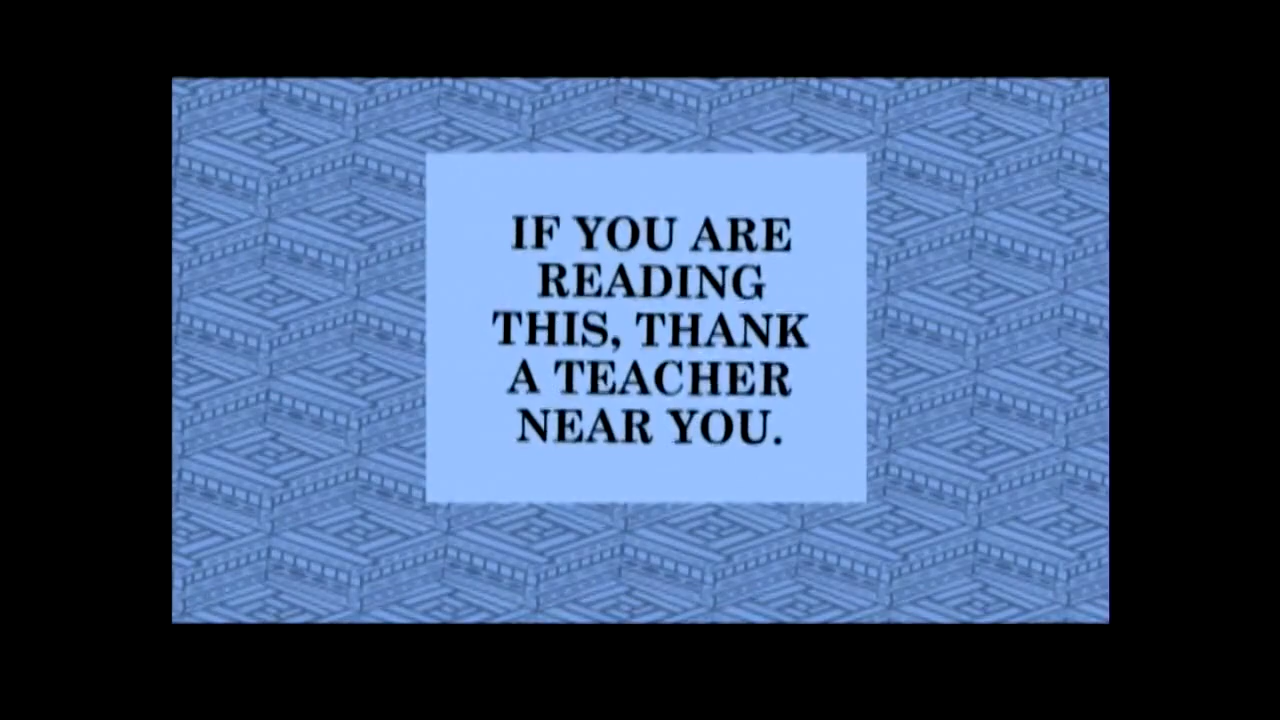 IF YOU ARE
READING
THIS, THANK
A TEACHER
NEAR YOU.